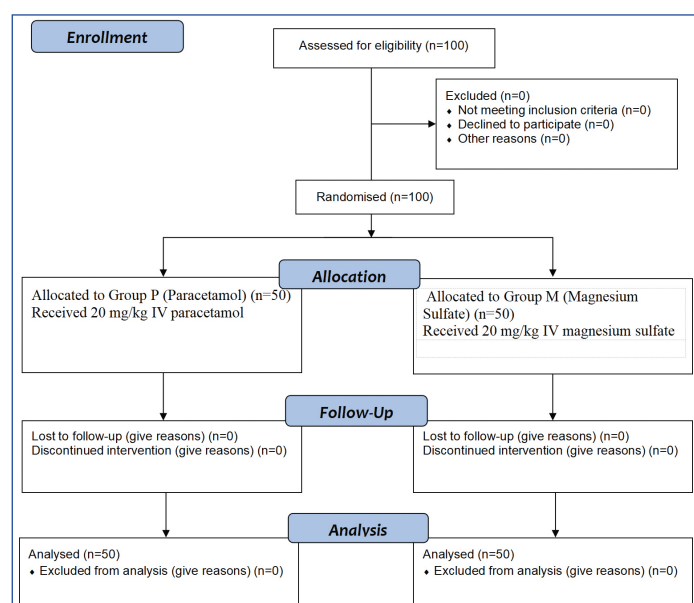 Enrollment
Assessed for eligibility (n=100)
Excluded (n=0)
⬧ Not meeting inclusion criteria (n=0)
⬧ Declined to participate (n=0)
⬧ Other reasons (n=0)
Randomised (n=100)
Allocation
Allocated to Group P (Paracetamol) (n=50)
Received 20 mg/kg IV paracetamol
Allocated to Group M (Magnesium
Sulfate) (n=50)
Received 20 mg/kg IV magnesium sulfate
Follow-Up
Lost to follow-up (give reasons) (n=0)
Discontinued intervention (give reasons) (n=0)
Lost to follow-up (give reasons) (n=0)
Discontinued intervention (give reasons) (n=0)
Analysis
Analysed (n=50)
⬧ Excluded from analysis (give reasons) (n=0)
Analysed (n=50)
⬧ Excluded from analysis (give reasons) (n=0)